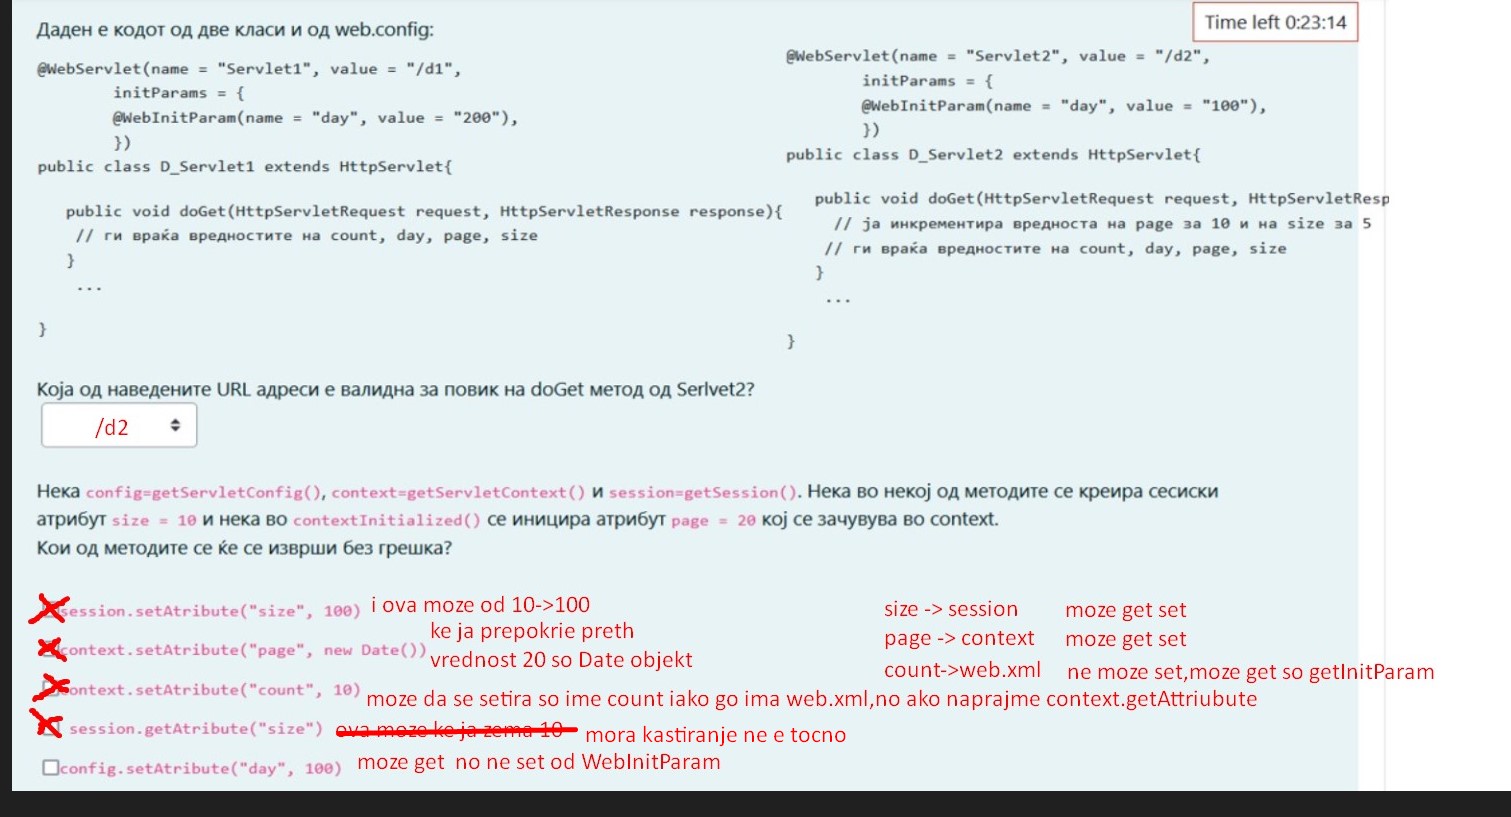 Даден е кодот од две класи и од web.config:
Time left 0:23:14
@WebServlet(name = "Servlet1", value = "/d1",
initParams = {
@WebInitParam(name = "day", value = "200"),
})
public class D_Servlet1 extends HttpServlet{
public void doGet(HttpServletRequest request, HttpServletResponse response){
// ги враќа вредностите на count, day, page, size
}
...
}
@WebServlet(name = "Servlet2", value = "/d2",
initParams = {
@WebInitParam(name = "day", value = "100"),
})
public class D_Servlet2 extends HttpServlet{
public void doGet(HttpServletRequest request, HttpServletResp
// ја инкрементира вредноста на page за 10 и на size за 5
// ги враќа вредностите на count, day, page, size
}
...
}
Која од наведените URL адреси е валидна за повик на doGet метод од Serlvet2?
/d2
Нека config=getServletConfig(), context=getServletContext() и session=getSession(). Нека во некој од методите се креира сесиски
атрибут size = 10 и нека во contextInitialized() се иницира атрибут page = 20 кој се зачувува во context.
Кои од методите се ќе се изврши без грешка?
session.setAtribute("size", 100) i ova moze od 10->100
context.setAtribute("page", new Date()) ke ja prepokrie preth
vrednost 20 so Date objekt
context.setAtribute("count", 10) moze da se setira so ime count iako go ima web.xml,no ako naprajme context.getAttriubute
session.getAtribute("size") ova moze ke ja zema 10 mora kastiranje ne e tocno
config.setAtribute("day", 100) moze get no ne set od WebInitParam
size -> session moze get set
page -> context moze get set
count->web.xml ne moze set,moze get so getInitParam